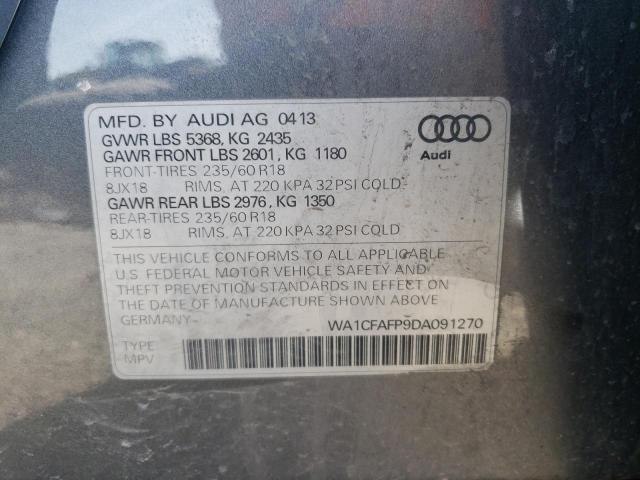 MFD. BY AUDI AG 04 13
GVWR LBS 5368, KG 2435
GAWR FRONT LBS 2601, KG 1180
FRONT-TIRES 235/60 R18
8JX18 RIMS, AT 220 KPA 32 PSI COLD
GAWR REAR LBS 2976, KG 1350
REAR-TIRES 235/60 R18
8JX18 RIMS, AT 220 KPA 32 PSI COLD
Audi
THIS VEHICLE CONFORMS TO ALL APPLICABLE
U.S. FEDERAL MOTOR VEHICLE SAFETY AND
THEFT PREVENTION STANDARDS IN EFFECT ON
THE DATE OF MANUFACTURE SHOWN ABOVE.
GERMANY
WA1CFAFP9DA091270
TYPE
MPV